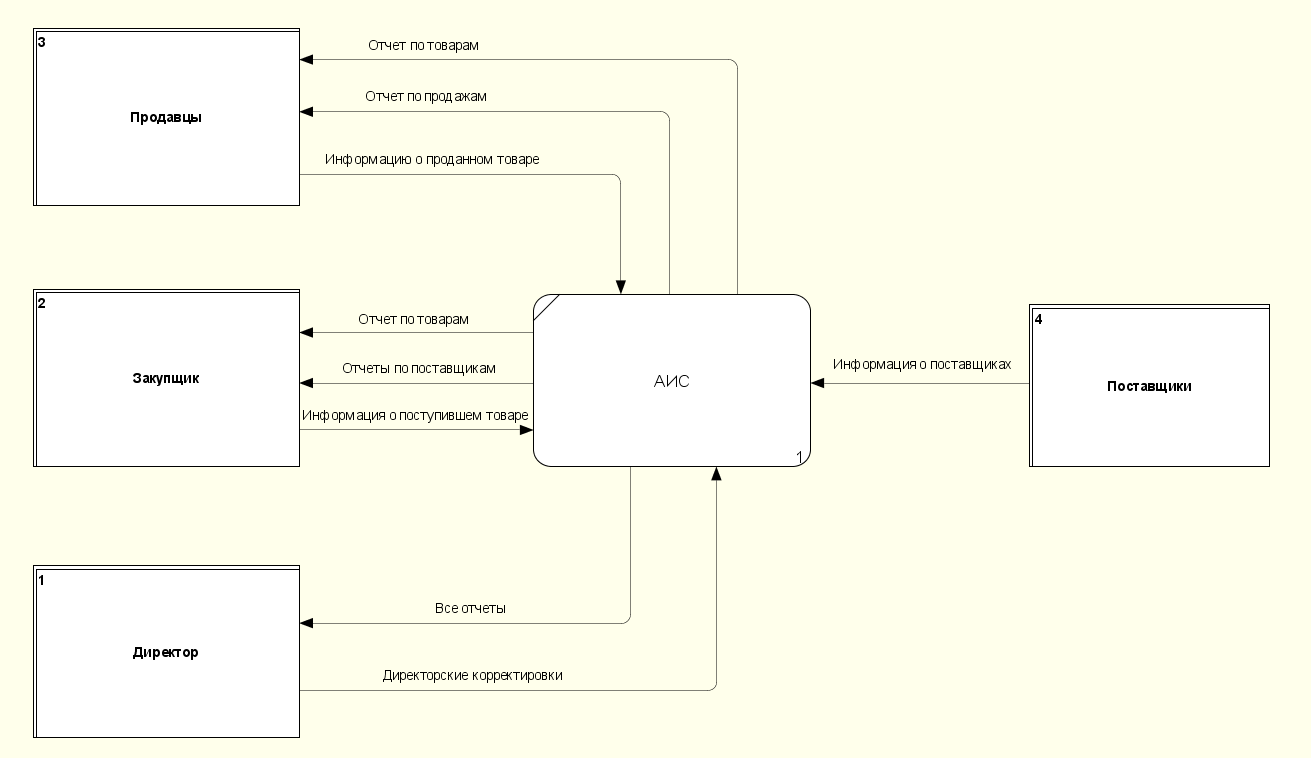 3
Отчет по товарам
Отчет по продажам
Продавцы
Информацию о проданном товаре
2
Отчет по товарам
Отчеты по поставщикам
Закупщик
Информация о поступившем товаре
АИС
1
Информация о поставщиках
4
Поставщики
1
Все отчеты
Директор
Директорские корректировки